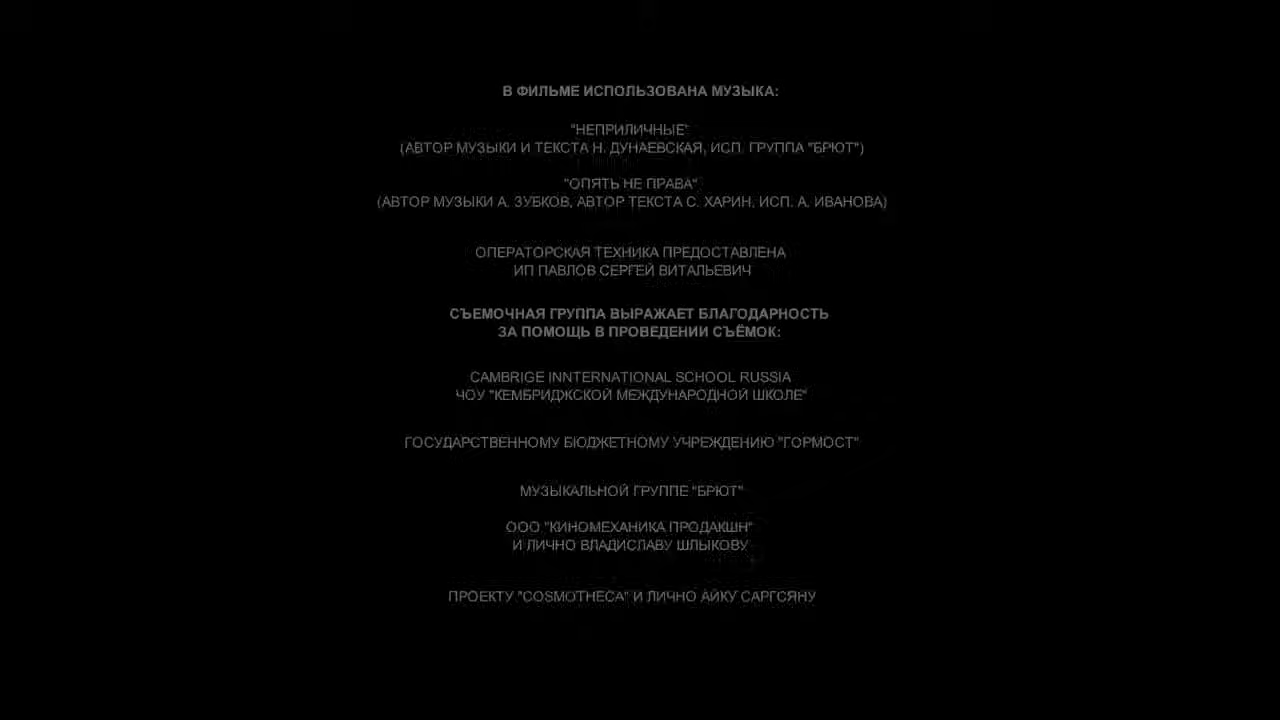 В ФИЛЬМЕ ИСПОЛЬЗОВАНА МУЗЫКА:
"НЕПРИЛИЧНЫЕ"
(АВТОР МУЗЫКИ И ТЕКСТА Н. ДУНАЕВСКАЯ, ИСП. ГРУППА "БРЮТ")
"ОПЯТЬ НЕ ПРАВА"
(АВТОР МУЗЫКИ А. ЗУБКОВ, АВТОР ТЕКСТА С. ХАРИН, ИСП. А. ИВАНОВА)
ОПЕРАТОРСКАЯ ТЕХНИКА ПРЕДОСТАВЛЕНА
ИП ПАВЛОВ СЕРГЕЙ ВИТАЛЬЕВИЧ
СЪЕМОЧНАЯ ГРУППА ВЫРАЖАЕТ БЛАГОДАРНОСТЬ
ЗА ПОМОЩЬ В ПРОВЕДЕНИИ СЪЁМОК:
CAMBRIGE INNTERNATIONAL SCHOOL RUSSIA
ЧОУ "КЕМБРИДЖСКОЙ МЕЖДУНАРОДНОЙ ШКОЛЕ"
ГОСУДАРСТВЕННОМУ БЮДЖЕТНОМУ УЧРЕЖДЕНИЮ "ГОРМОСТ"
МУЗЫКАЛЬНОЙ ГРУППЕ "БРЮТ"
ООО "КИНОМЕХАНИКА ПРОДАКШН"
И ЛИЧНО ВЛАДИСЛАВУ ШЛЫКОВУ
ПРОЕКТУ "COSMOTHECA" И ЛИЧНО АЙКУ САРГСЯНУ